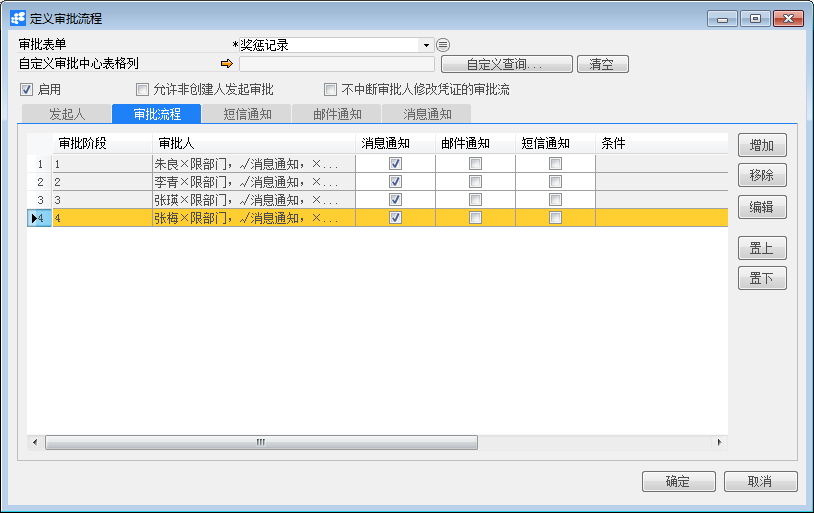 定义审批流程
审批表单 *奖惩记录
自定义审批中心表格列 自定义查询... 清空
启用 允许非创建人发起审批 不中断审批人修改凭证的审批流
发起人 审批流程 短信通知 邮件通知 消息通知
审批阶段 审批人 消息通知 邮件通知 短信通知 条件
1 1 朱良×限部门，√消息通知，×...
2 2 李青×限部门，√消息通知，×...
3 3 张瑛×限部门，√消息通知，×...
4 4 张梅×限部门，√消息通知，×...
增加
移除
编辑
置上
置下
确定 取消